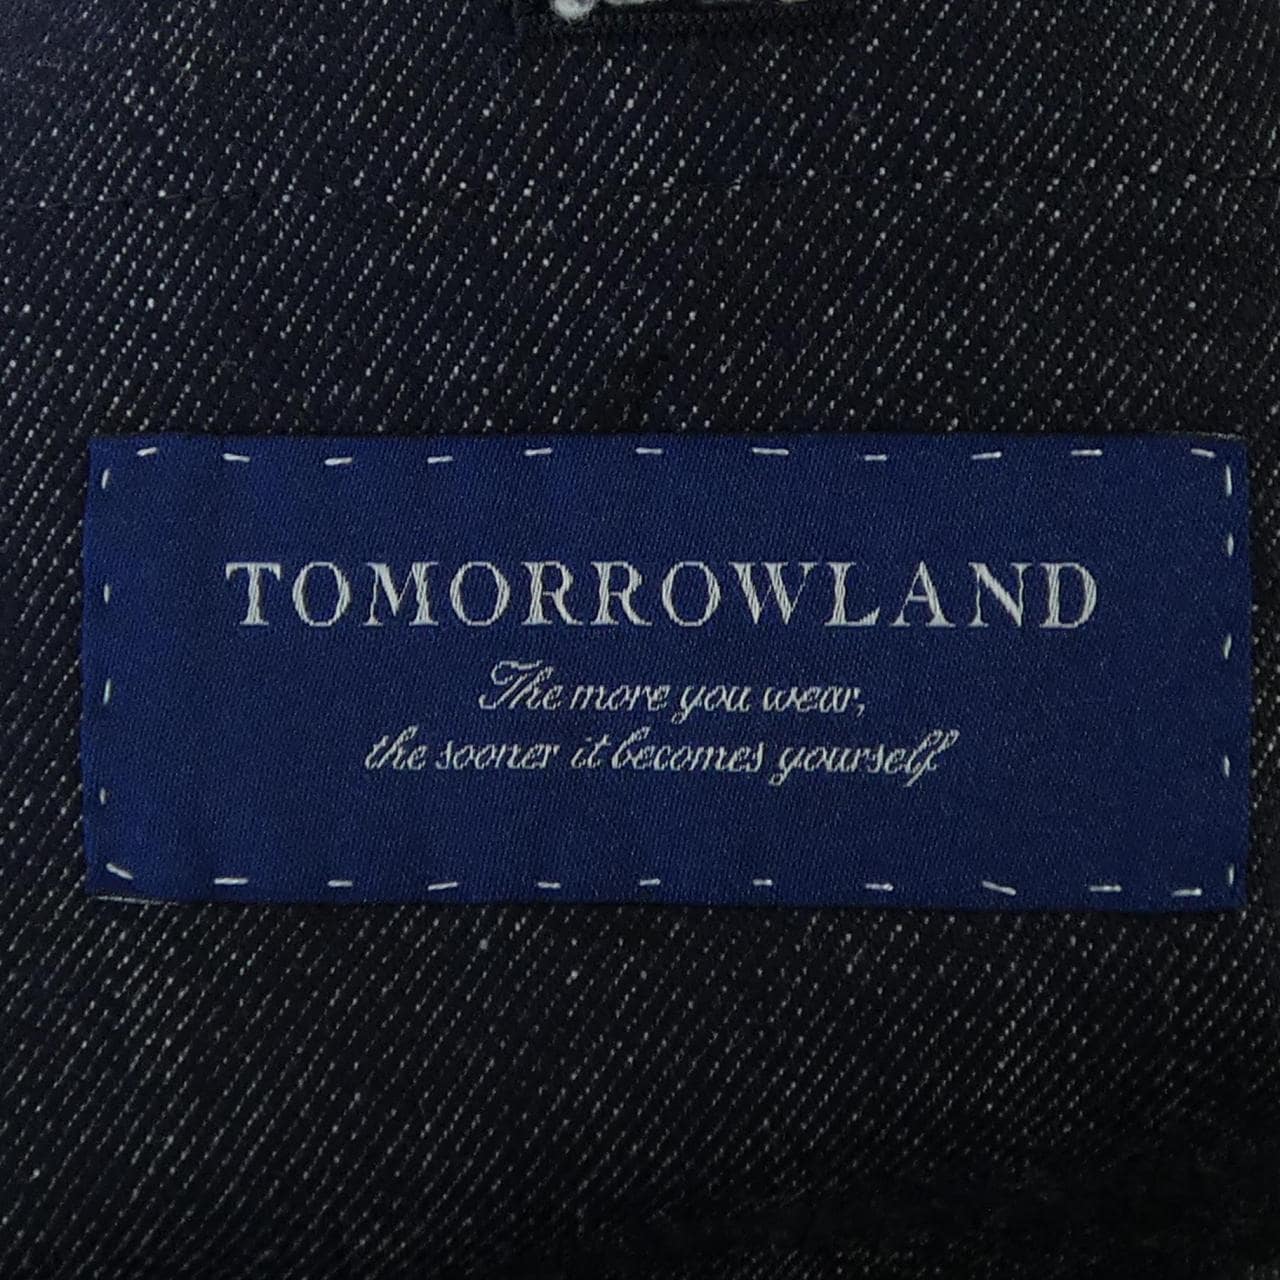 TOMORROWLAND
The more you wear,
the sooner it becomes yourself.